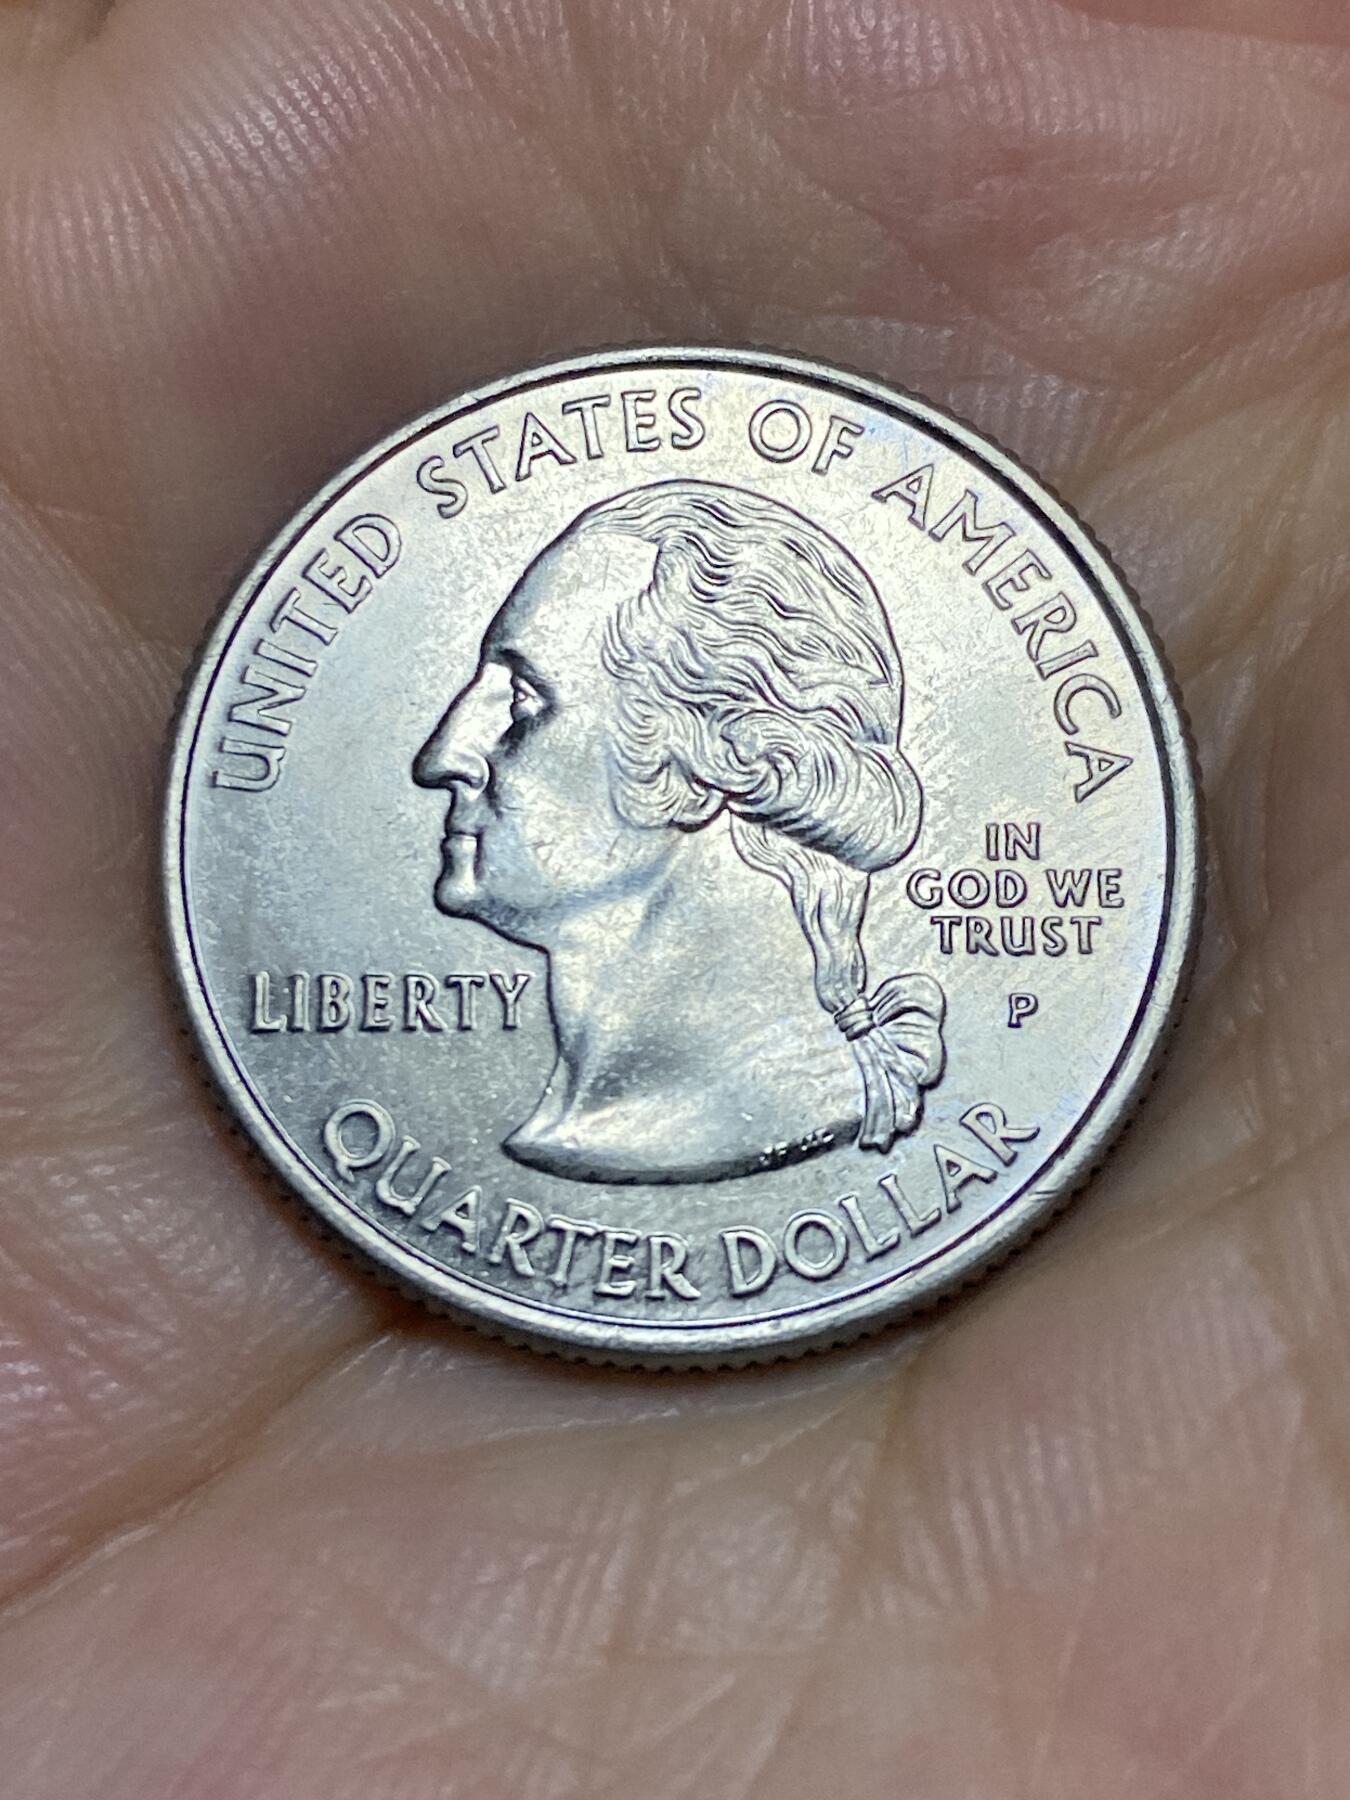 UNITED STATES OF AMERICA
IN
GOD WE
TRUST
LIBERTY
P
QUARTER DOLLAR